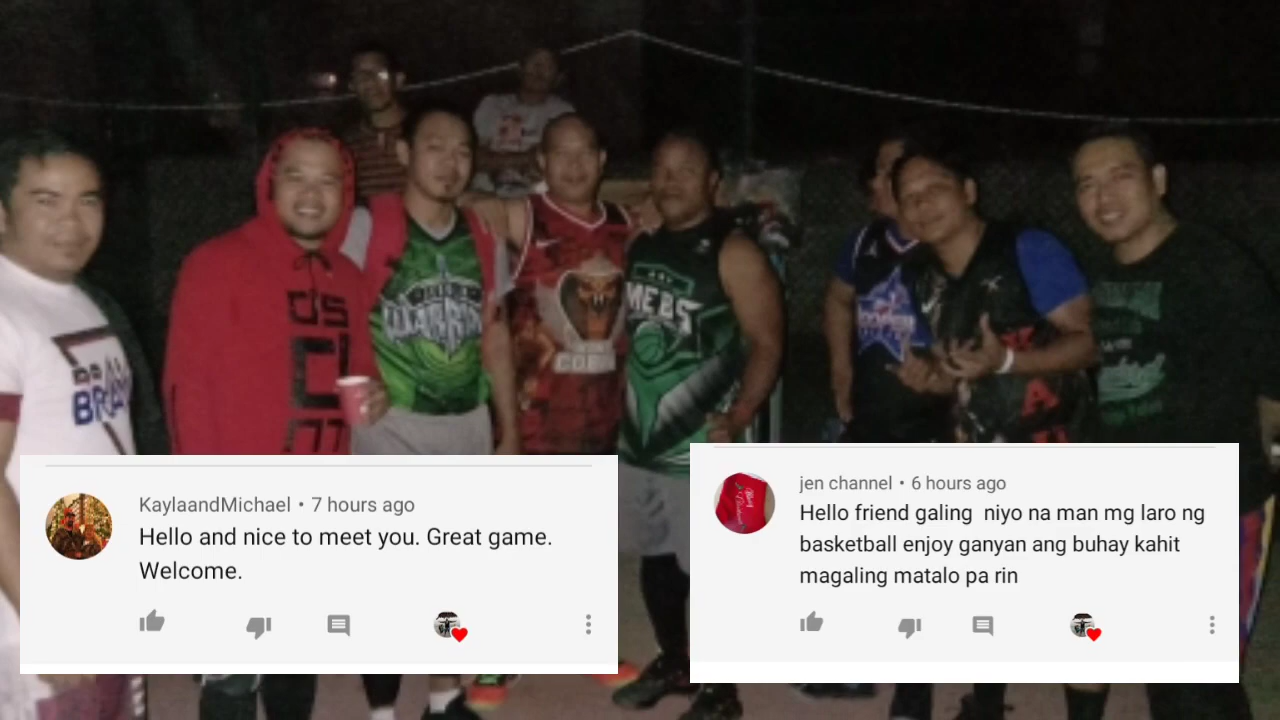 WARRIORS
COBRA
MEBS
BRAVE
KaylaandMichael • 7 hours ago
Hello and nice to meet you. Great game.
Welcome.
jen channel • 6 hours ago
Hello friend galing niyo na man mg laro ng
basketball enjoy ganyan ang buhay kahit
magaling matalo pa rin